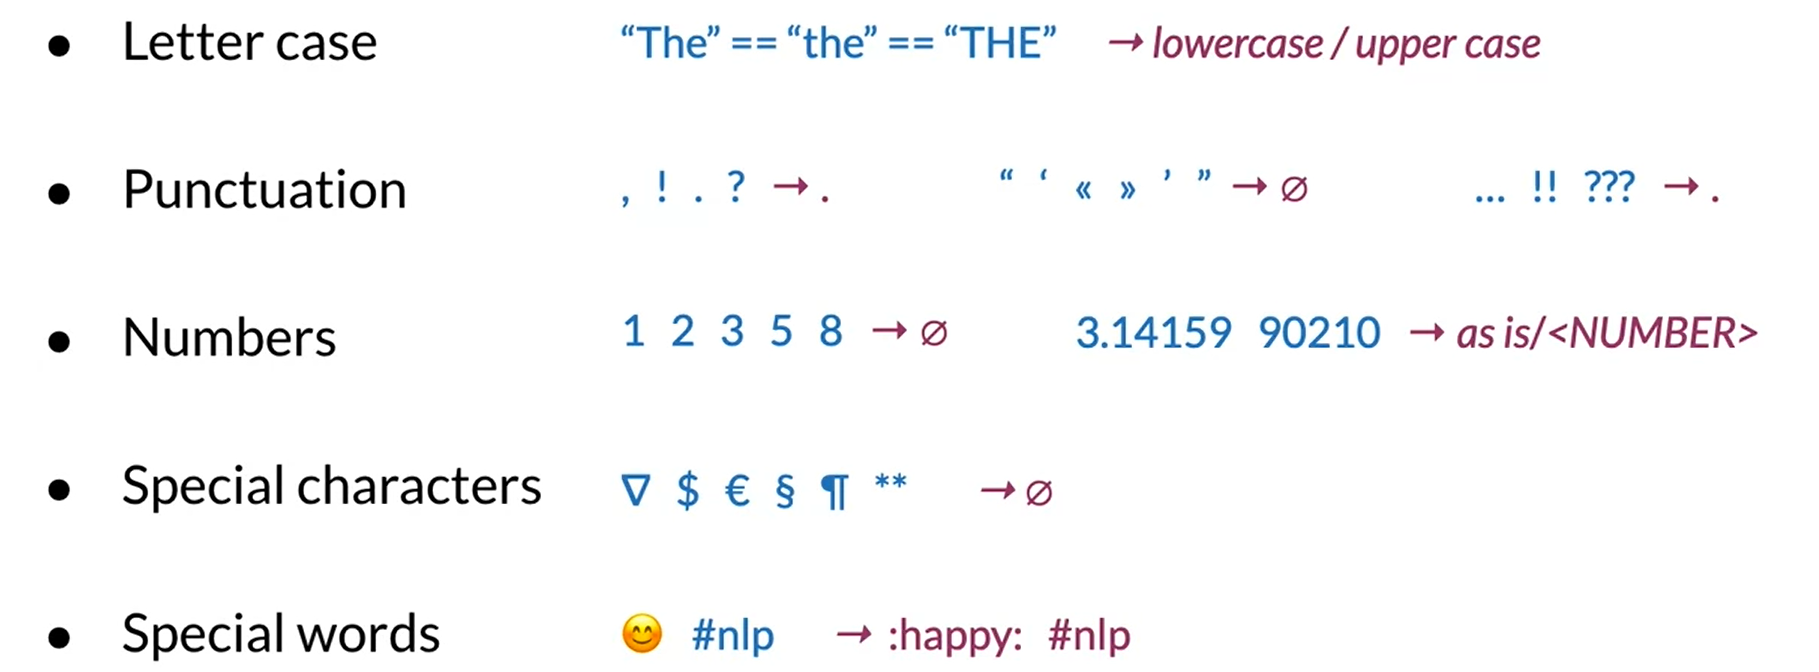 ● Letter case “The” == “the” == “THE” → lowercase / upper case
● Punctuation , ! . ? → . “ ‘ « » ’ ” → ∅ ... !! ??? → .
● Numbers 1 2 3 5 8 → ∅ 3.14159 90210 → as is/<NUMBER>
● Special characters ∇ $ € § ¶ ** → ∅
● Special words 😊 #nlp → :happy: #nlp